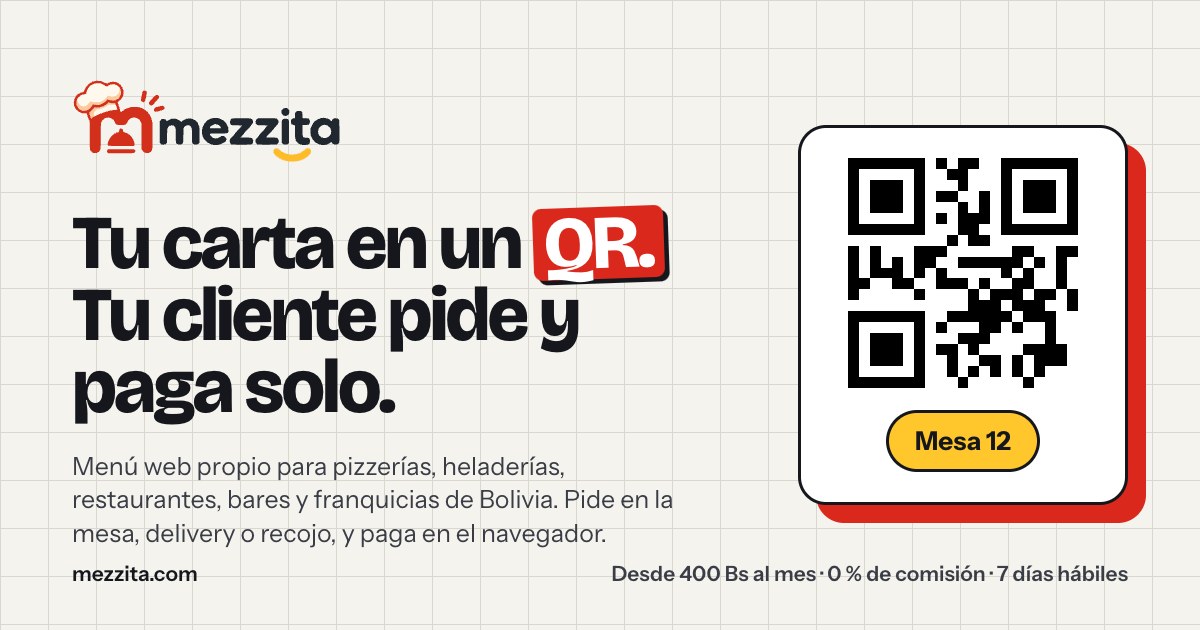 mezzita
Tu carta en un QR.
Tu cliente pide y
paga solo.
Menú web propio para pizzerías, heladerías,
restaurantes, bares y franquicias de Bolivia. Pide en la
mesa, delivery o recojo, y paga en el navegador.
mezzita.com
Mesa 12
Desde 400 Bs al mes · 0 % de comisión · 7 días hábiles